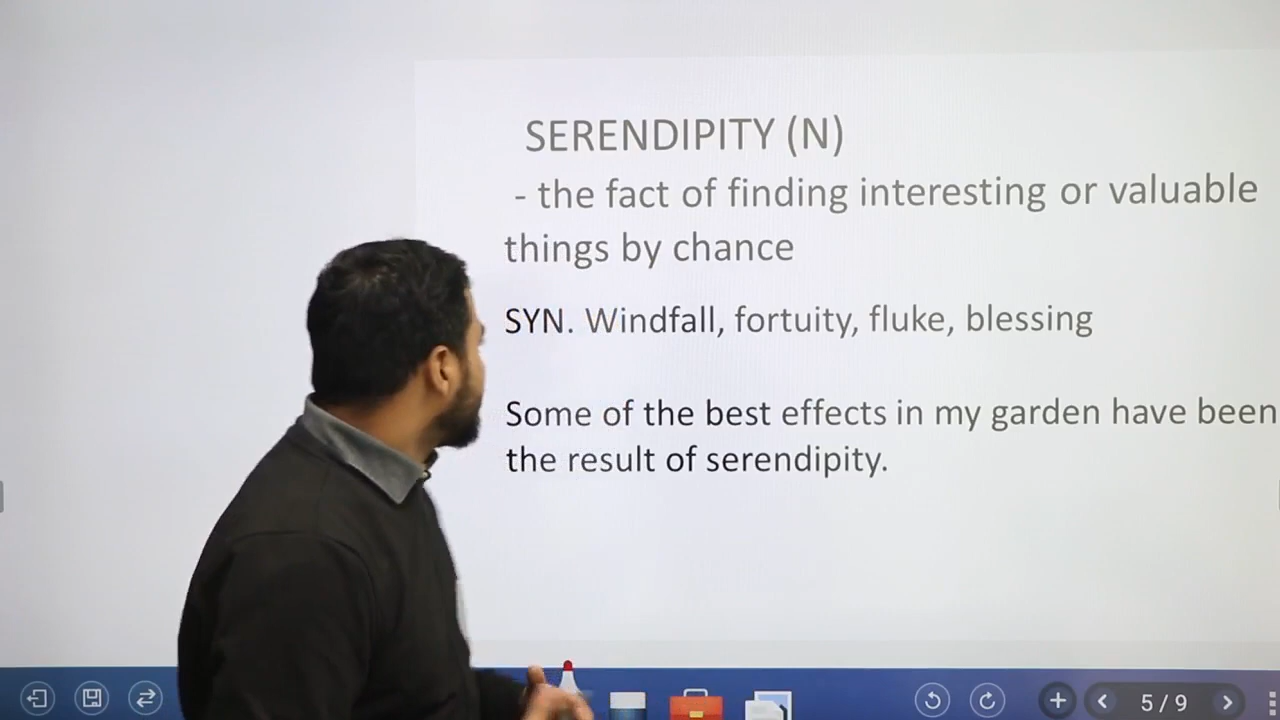 SERENDIPITY (N)
- the fact of finding interesting or valuable
things by chance
SYN. Windfall, fortuity, fluke, blessing
Some of the best effects in my garden have been
the result of serendipity.
5 / 9